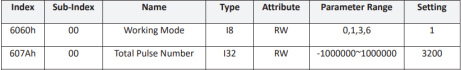 Index Sub-Index Name Type Attribute Parameter Range Setting
6060h 00 Working Mode I8 RW 0,1,3,6 1
607Ah 00 Total Pulse Number I32 RW -1000000~1000000 3200